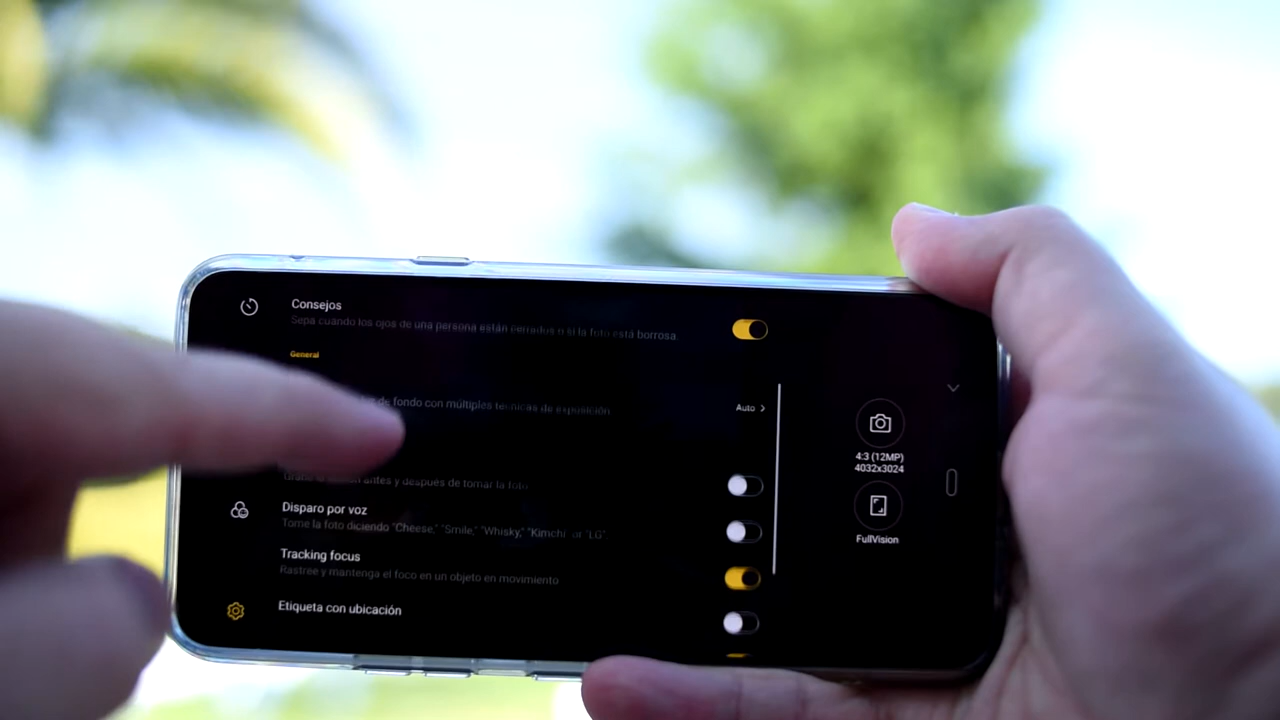 Consejos
Sepa cuándo los ojos de una persona están cerrados o si la foto está borrosa.
General
de fondo con múltiples técnicas de exposición
Auto >
antes y después de tomar la foto
Disparo por voz
Tome la foto diciendo "Cheese," "Smile," "Whisky," "Kimchi" or "LG".
Tracking focus
Rastree y mantenga el foco en un objeto en movimiento
Etiqueta con ubicación
4:3 (12MP)
4032x3024
FullVision